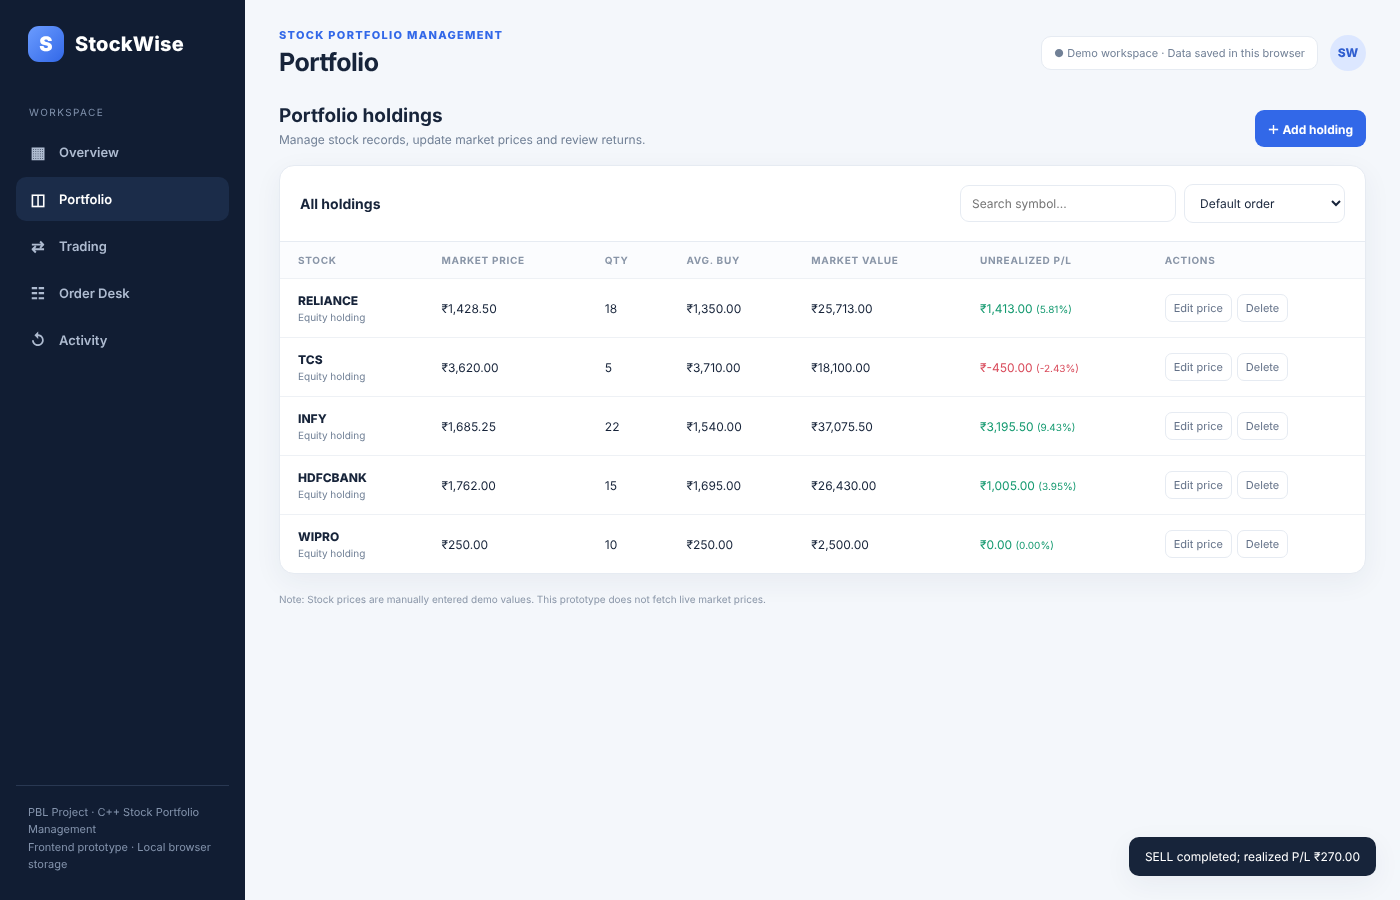 S StockWise
WORKSPACE
Overview
Portfolio
Trading
Order Desk
Activity
PBL Project · C++ Stock Portfolio
Management
Frontend prototype · Local browser
storage
STOCK PORTFOLIO MANAGEMENT
Portfolio
Demo workspace · Data saved in this browser
SW
Portfolio holdings
Manage stock records, update market prices and review returns.
+ Add holding
All holdings
Search symbol...
Default order
STOCK MARKET PRICE QTY AVG. BUY MARKET VALUE UNREALIZED P/L ACTIONS
RELIANCE
Equity holding
₹1,428.50 18 ₹1,350.00 ₹25,713.00 ₹1,413.00 (5.81%) Edit price Delete
TCS
Equity holding
₹3,620.00 5 ₹3,710.00 ₹18,100.00 ₹-450.00 (-2.43%) Edit price Delete
INFY
Equity holding
₹1,685.25 22 ₹1,540.00 ₹37,075.50 ₹3,195.50 (9.43%) Edit price Delete
HDFCBANK
Equity holding
₹1,762.00 15 ₹1,695.00 ₹26,430.00 ₹1,005.00 (3.95%) Edit price Delete
WIPRO
Equity holding
₹250.00 10 ₹250.00 ₹2,500.00 ₹0.00 (0.00%) Edit price Delete
Note: Stock prices are manually entered demo values. This prototype does not fetch live market prices.
SELL completed; realized P/L ₹270.00